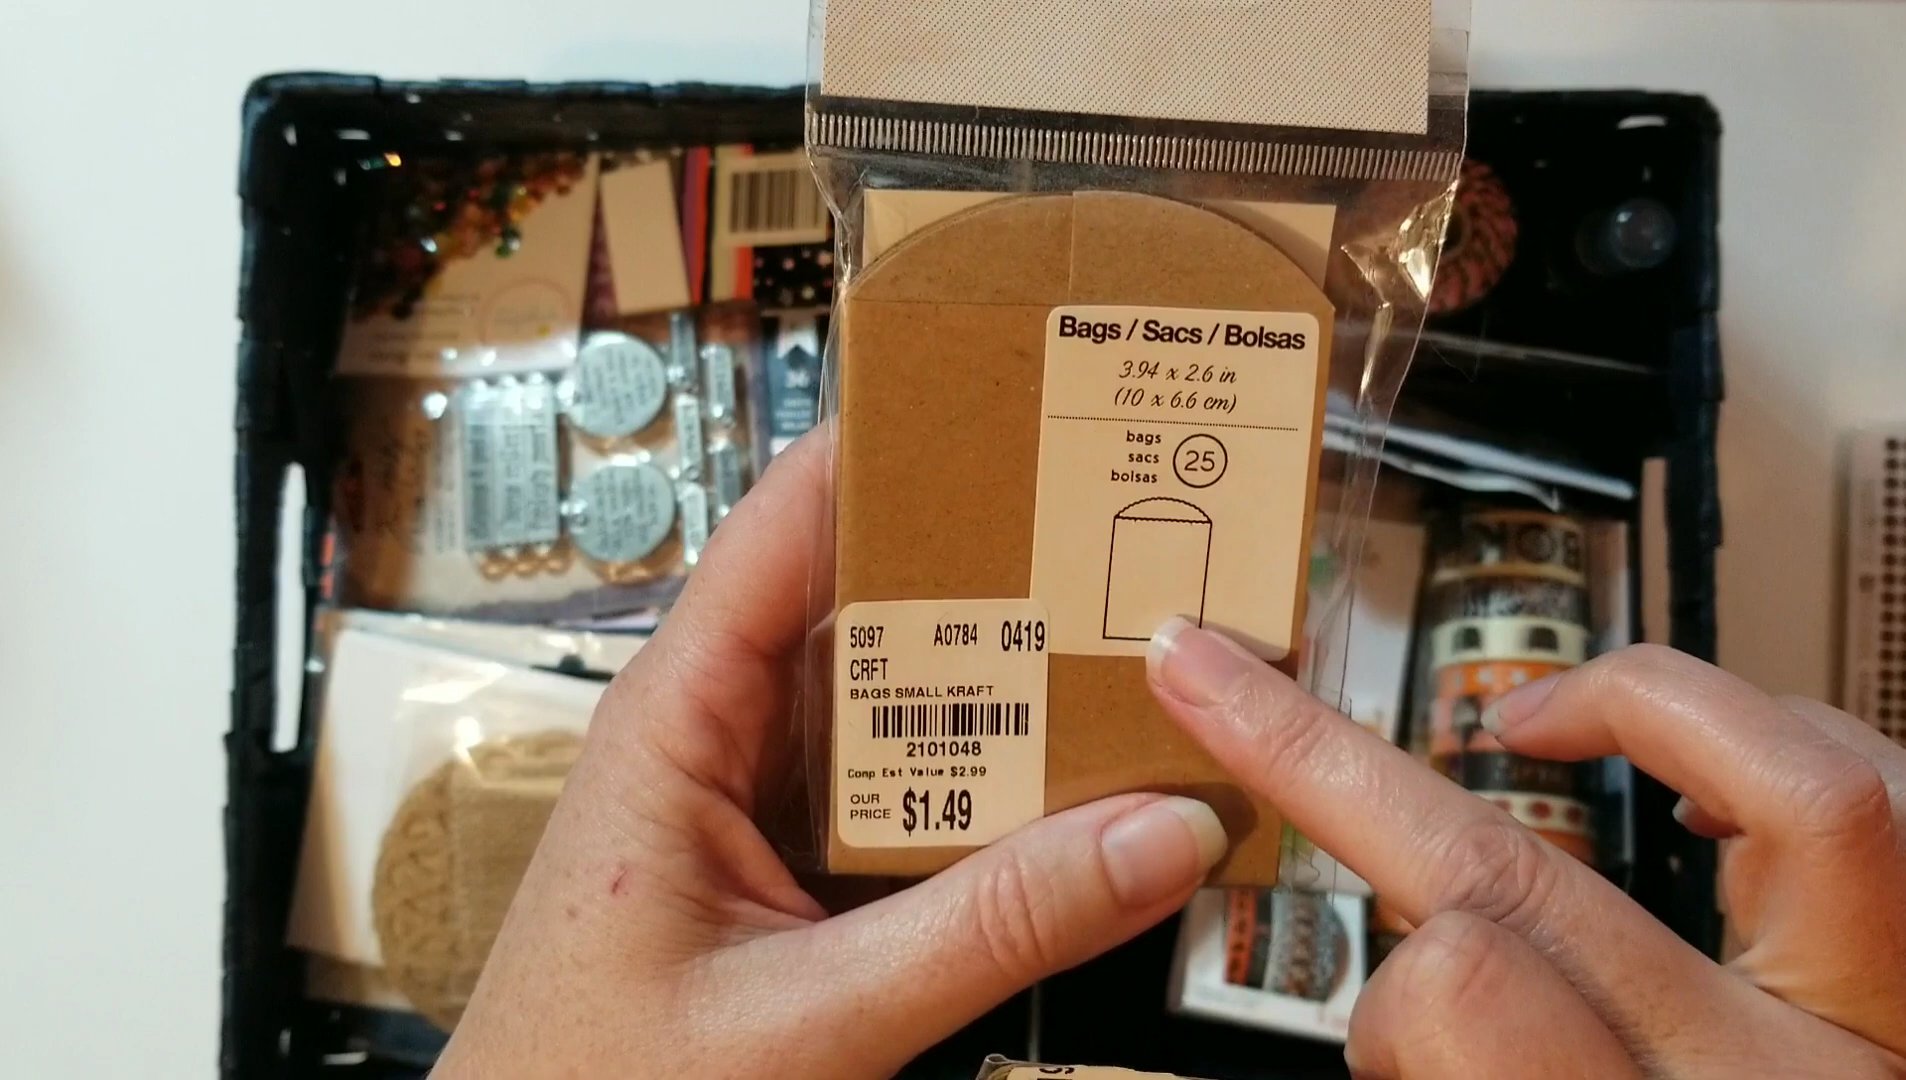 Bags / Sacs / Bolsas
3.94 x 2.6 in
(10 x 6.6 cm)
bags
sacs
bolsas
25
5097 A0784 0419
CRFT
BAGS SMALL KRAFT
2101048
Comp Est Value $2.99
OUR
PRICE $1.49